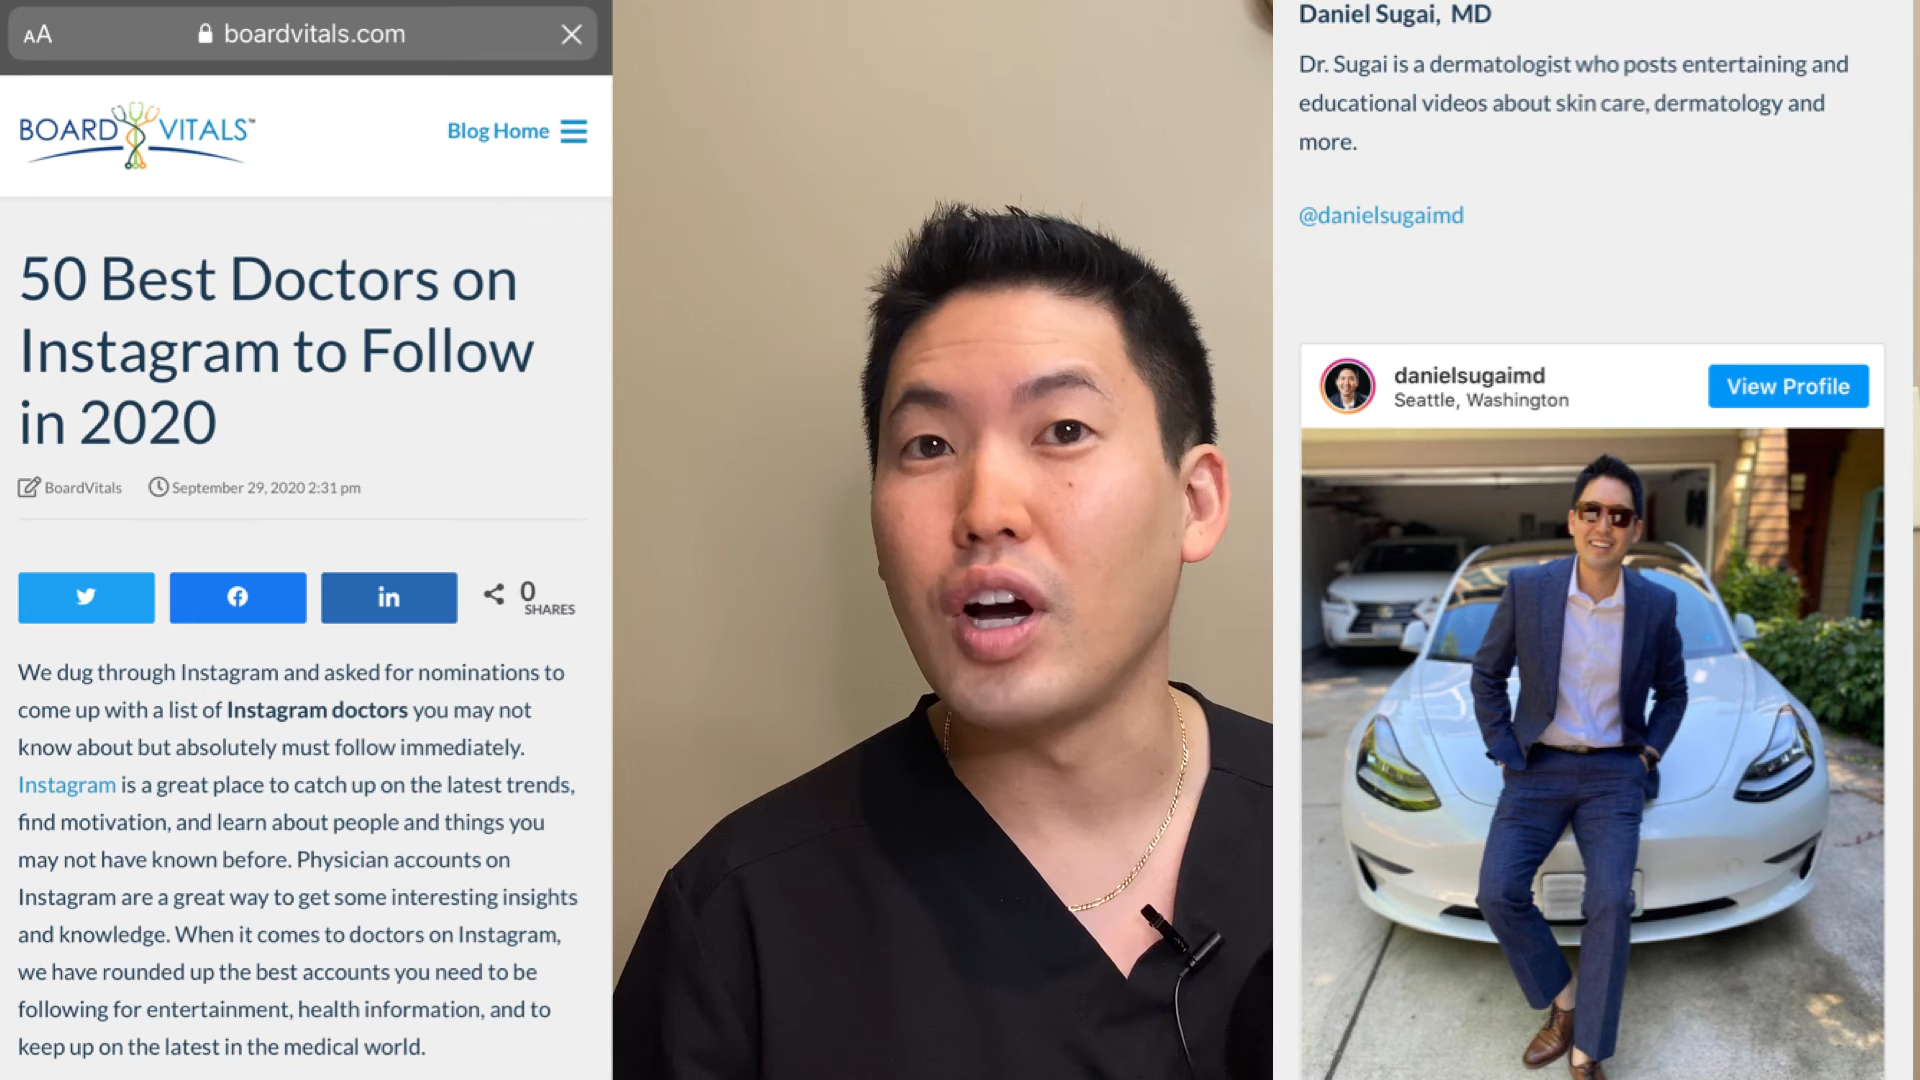 AA boardvitals.com
BOARD VITALS™
Blog Home
50 Best Doctors on
Instagram to Follow
in 2020
BoardVitals September 29, 2020 2:31 pm
0
SHARES
We dug through Instagram and asked for nominations to
come up with a list of Instagram doctors you may not
know about but absolutely must follow immediately.
Instagram is a great place to catch up on the latest trends,
find motivation, and learn about people and things you
may not have known before. Physician accounts on
Instagram are a great way to get some interesting insights
and knowledge. When it comes to doctors on Instagram,
we have rounded up the best accounts you need to be
following for entertainment, health information, and to
keep up on the latest in the medical world.
Daniel Sugai, MD
Dr. Sugai is a dermatologist who posts entertaining and
educational videos about skin care, dermatology and
more.
@danielsugaimd
danielsugaimd
Seattle, Washington
View Profile